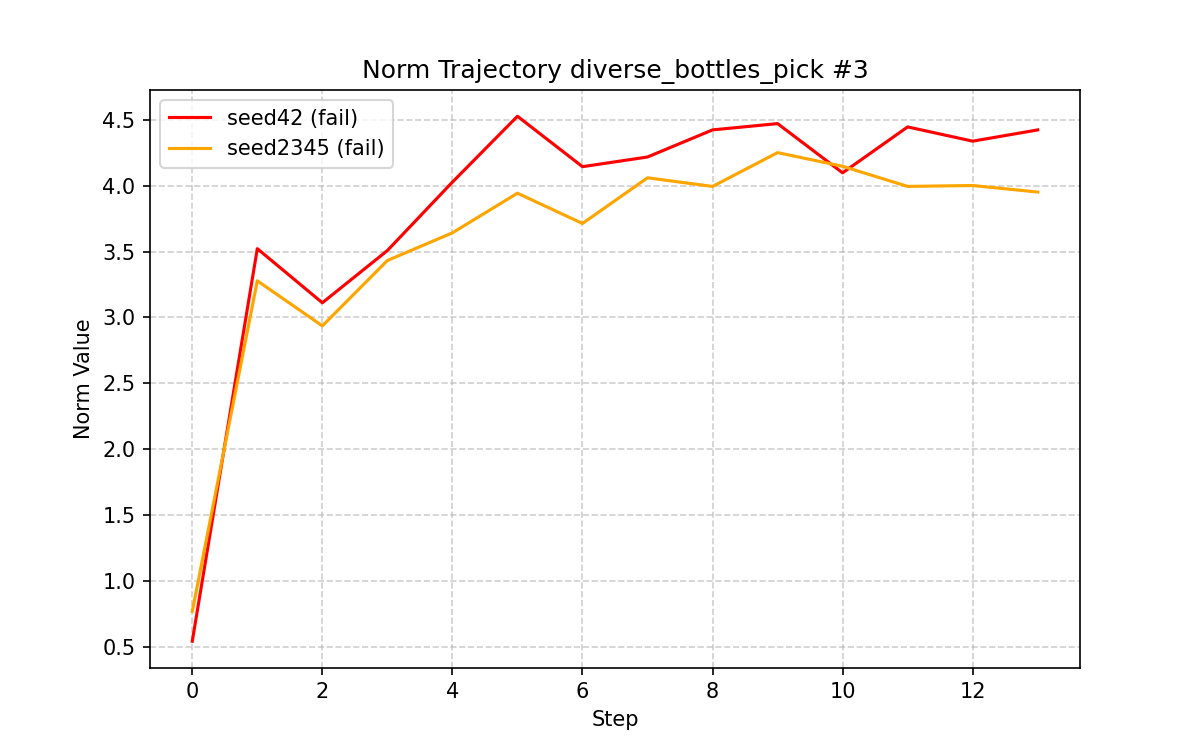 Norm Trajectory diverse_bottles_pick #3
seed42 (fail)
seed2345 (fail)
Norm Value
4.5
4.0
3.5
3.0
2.5
2.0
1.5
1.0
0.5
0 2 4 6 8 10 12
Step